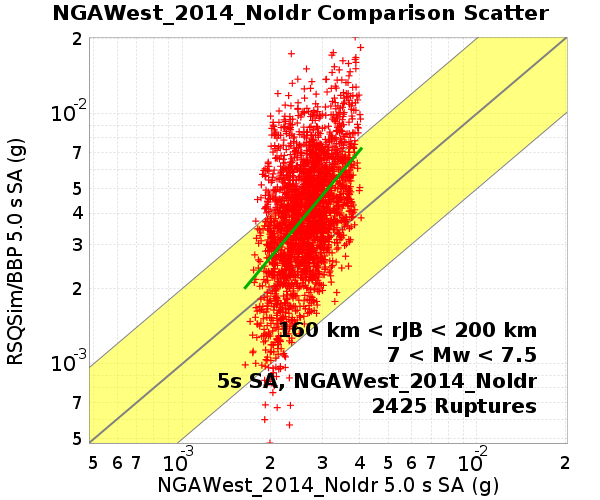 NGAWest_2014_NoIdr Comparison Scatter
2
10-2
7
5
4
3
2
10-3
7
5
RSQSim/BBP 5.0 s SA (g)
160 km < rJB < 200 km
7 < Mw < 7.5
5s SA, NGAWest_2014_NoIdr
2425 Ruptures
5 6 7 10-3 2 3 4 5 6 7 10-2 2
NGAWest_2014_NoIdr 5.0 s SA (g)